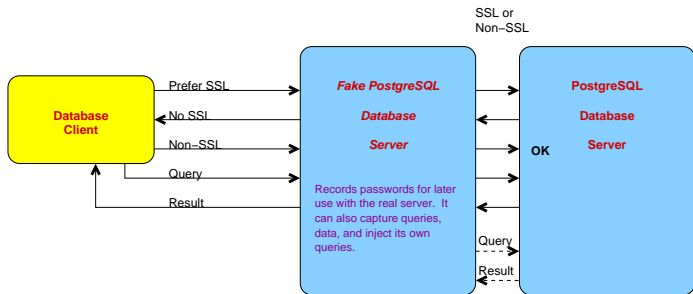 SSL or
Non−SSL
Prefer SSL
No SSL
Non−SSL
Query
Result
Database
Client
Fake PostgreSQL
Database
Server
Records passwords for later
use with the real server.  It
can also capture queries,
data, and inject its own
queries.
PostgreSQL
Database
Server
OK
Query
Result